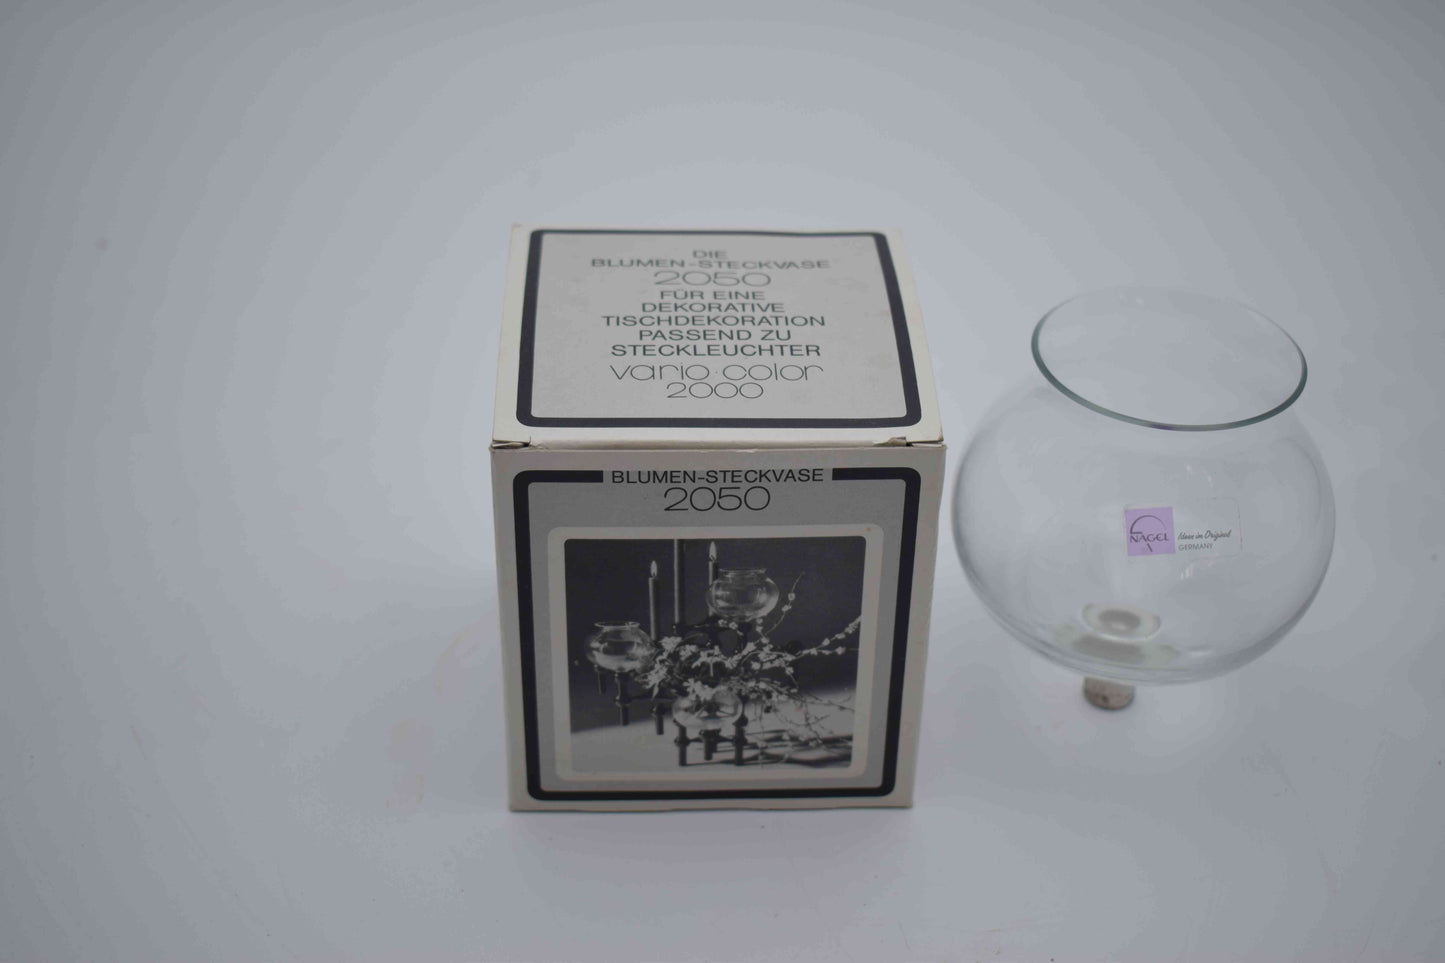 DIE
BLUMEN-STECKVASE
2050
FÜR EINE
DEKORATIVE
TISCHDEKORATION
PASSEND ZU
STECKLEUCHTER
vario·color
2000
BLUMEN-STECKVASE
2050
NAGEL
Ideen im Original
GERMANY